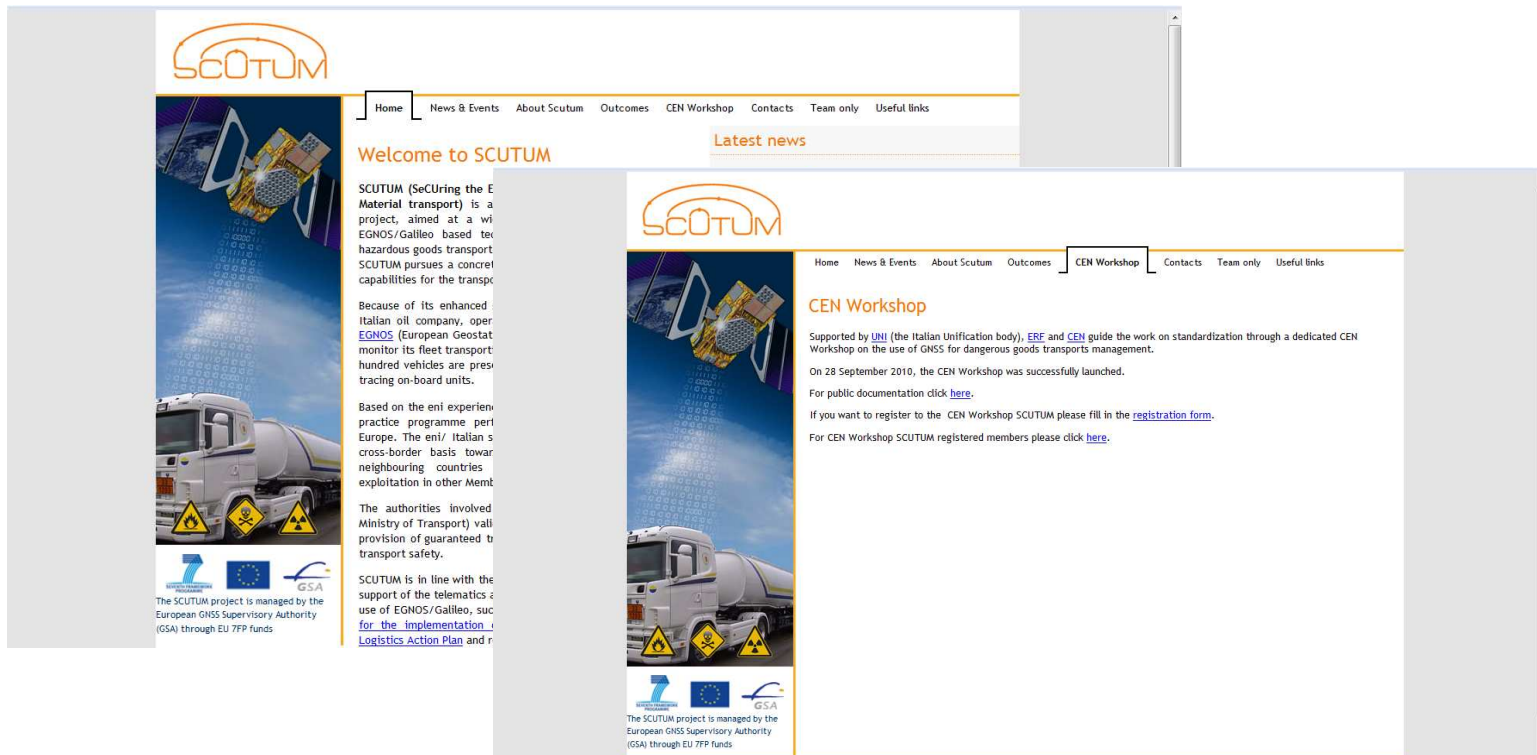 SCUTUM
Home News & Events About Scutum Outcomes CEN Workshop Contacts Team only Useful links
Welcome to SCUTUM
Latest news
SCUTUM (SeCUring the E
Material transport) is a
project, aimed at a wi
EGNOS/Galileo based tec
hazardous goods transport
SCUTUM pursues a concret
capabilities for the transpo
Because of its enhanced
Italian oil company, oper
EGNOS (European Geostat
monitor its fleet transporti
hundred vehicles are pres
tracing on-board units.
Based on the eni experienc
practice programme per
Europe. The eni/ Italian s
cross-border basis towar
neighbouring countries
exploitation in other Memb
The authorities involved
Ministry of Transport) vali
provision of guaranteed tr
transport safety.
SCUTUM is in line with the
support of the telematics a
use of EGNOS/Galileo, suc
for the implementation
Logistics Action Plan and r
SEVENTH FRAMEWORK
PROGRAMME
GSA
The SCUTUM project is managed by the
European GNSS Supervisory Authority
(GSA) through EU 7FP funds
SCUTUM
Home News & Events About Scutum Outcomes CEN Workshop Contacts Team only Useful links
CEN Workshop
Supported by UNI (the Italian Unification body), ERF and CEN guide the work on standardization through a dedicated CEN
Workshop on the use of GNSS for dangerous goods transports management.
On 28 September 2010, the CEN Workshop was successfully launched.
For public documentation click here.
If you want to register to the CEN Workshop SCUTUM please fill in the registration form.
For CEN Workshop SCUTUM registered members please click here.
SEVENTH FRAMEWORK
PROGRAMME
GSA
The SCUTUM project is managed by the
European GNSS Supervisory Authority
(GSA) through EU 7FP funds